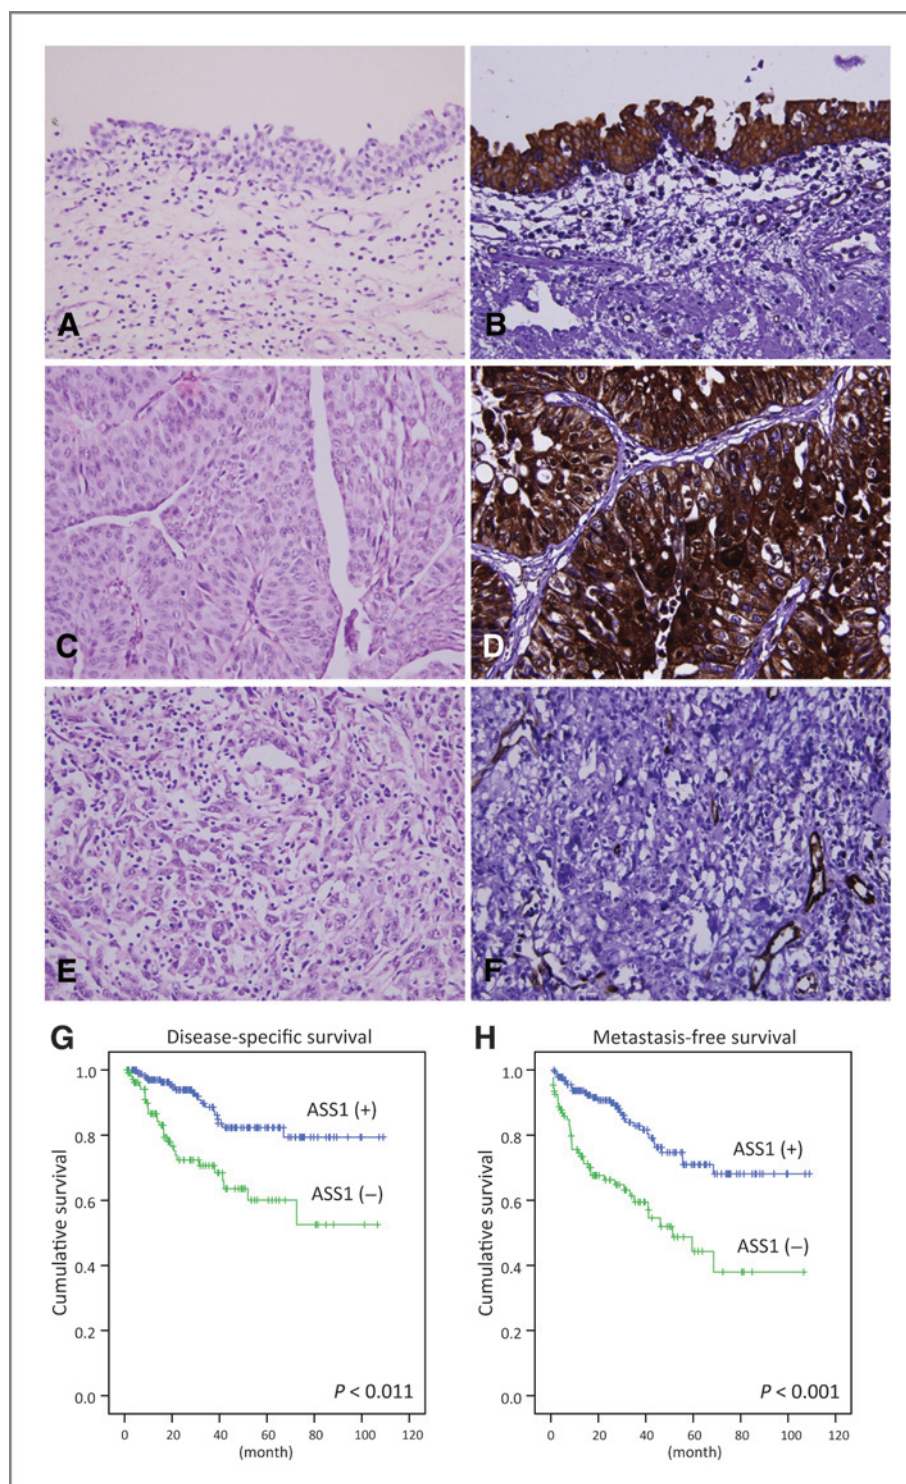 A
B
C
D
E
F
G
Disease-specific survival
1.0
0.8
0.6
0.4
0.2
0.0
Cumulative survival
ASS1 (+)
ASS1 (–)
P < 0.011
0 20 40 60 80 100 120
(month)
H
Metastasis-free survival
1.0
0.8
0.6
0.4
0.2
0.0
Cumulative survival
ASS1 (+)
ASS1 (–)
P < 0.001
0 20 40 60 80 100 120
(month)